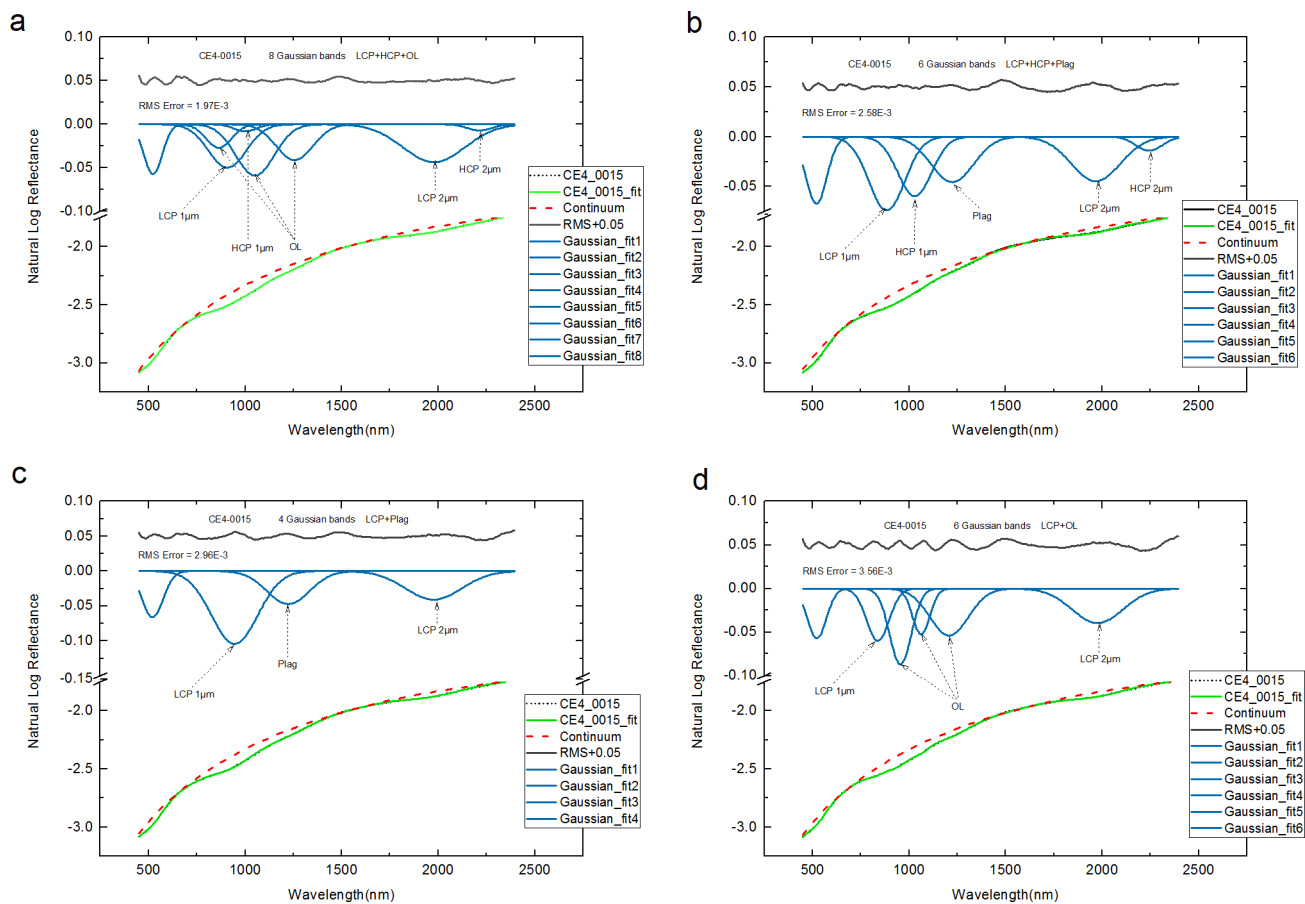 a
CE4-0015 8 Gaussian bands LCP+HCP+OL
RMS Error = 1.97E-3
0.10
0.05
0.00
-0.05
-0.10
-2.0
-2.5
-3.0
Natural Log Reflectance
LCP 1μm
HCP 1μm
OL
LCP 2μm
HCP 2μm
CE4_0015
CE4_0015_fit
Continuum
RMS+0.05
Gaussian_fit1
Gaussian_fit2
Gaussian_fit3
Gaussian_fit4
Gaussian_fit5
Gaussian_fit6
Gaussian_fit7
Gaussian_fit8
500 1000 1500 2000 2500
Wavelength(nm)
b
CE4-0015 6 Gaussian bands LCP+HCP+Plag
RMS Error = 2.58E-3
0.10
0.05
0.00
-0.05
-0.10
-2.0
-2.5
-3.0
Natural Log Reflectance
LCP 1μm
HCP 1μm
Plag
LCP 2μm
HCP 2μm
CE4_0015
CE4_0015_fit
Continuum
RMS+0.05
Gaussian_fit1
Gaussian_fit2
Gaussian_fit3
Gaussian_fit4
Gaussian_fit5
Gaussian_fit6
500 1000 1500 2000 2500
Wavelength(nm)
c
CE4-0015 4 Gaussian bands LCP+Plag
RMS Error = 2.96E-3
0.10
0.05
0.00
-0.05
-0.10
-0.15
-2.0
-2.5
-3.0
Natrual Log Reflectance
LCP 1μm
Plag
LCP 2μm
CE4_0015
CE4_0015_fit
Continuum
RMS+0.05
Gaussian_fit1
Gaussian_fit2
Gaussian_fit3
Gaussian_fit4
500 1000 1500 2000 2500
Wavelength(nm)
d
CE4-0015 6 Gaussian bands LCP+OL
RMS Error = 3.56E-3
0.10
0.05
0.00
-0.05
-0.10
-2.0
-2.5
-3.0
Natural Log Reflectance
LCP 1μm
OL
LCP 2μm
CE4_0015
CE4_0015_fit
Continuum
RMS+0.05
Gaussian_fit1
Gaussian_fit2
Gaussian_fit3
Gaussian_fit4
Gaussian_fit5
Gaussian_fit6
500 1000 1500 2000 2500
Wavelength(nm)